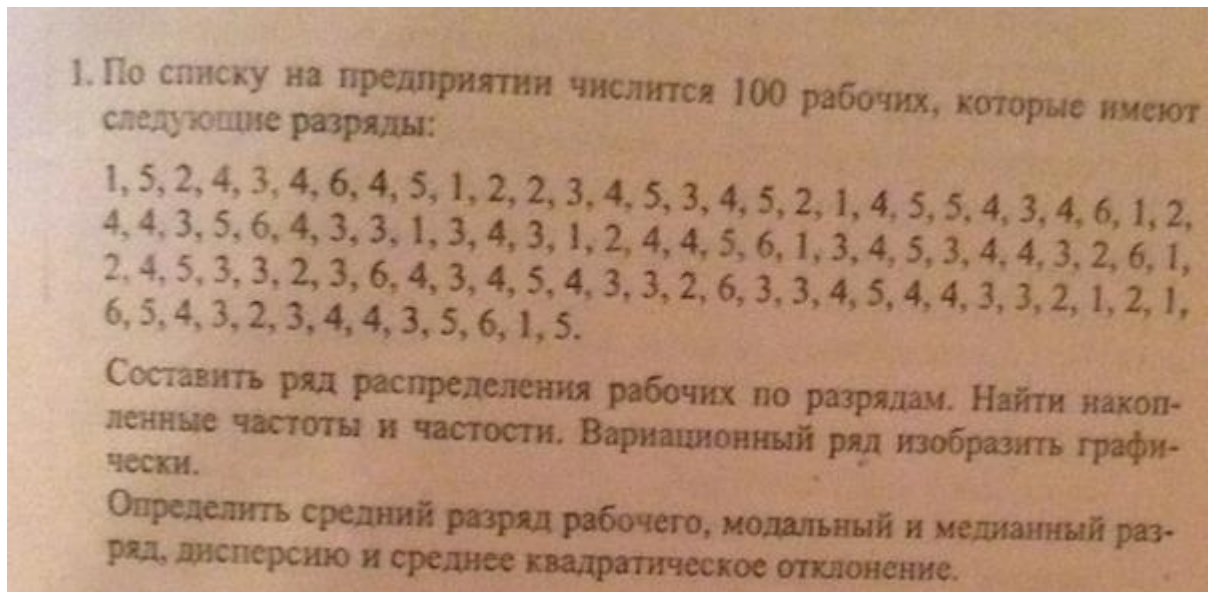 1. По списку на предприятии числится 100 рабочих, которые имеют
следующие разряды:
1, 5, 2, 4, 3, 4, 6, 4, 5, 1, 2, 2, 3, 4, 5, 3, 4, 5, 2, 1, 4, 5, 5, 4, 3, 4, 6, 1, 2,
4, 4, 3, 5, 6, 4, 3, 3, 1, 3, 4, 3, 1, 2, 4, 4, 5, 6, 1, 3, 4, 5, 3, 4, 4, 3, 2, 6, 1,
2, 4, 5, 3, 3, 2, 3, 6, 4, 3, 4, 5, 4, 3, 3, 2, 6, 3, 3, 4, 5, 4, 4, 3, 3, 2, 1, 2, 1,
6, 5, 4, 3, 2, 3, 4, 4, 3, 5, 6, 1, 5.
Составить ряд распределения рабочих по разрядам. Найти накоп-
ленные частоты и частости. Вариационный ряд изобразить графи-
чески.
Определить средний разряд рабочего, модальный и медианный раз-
ряд, дисперсию и среднее квадратическое отклонение.